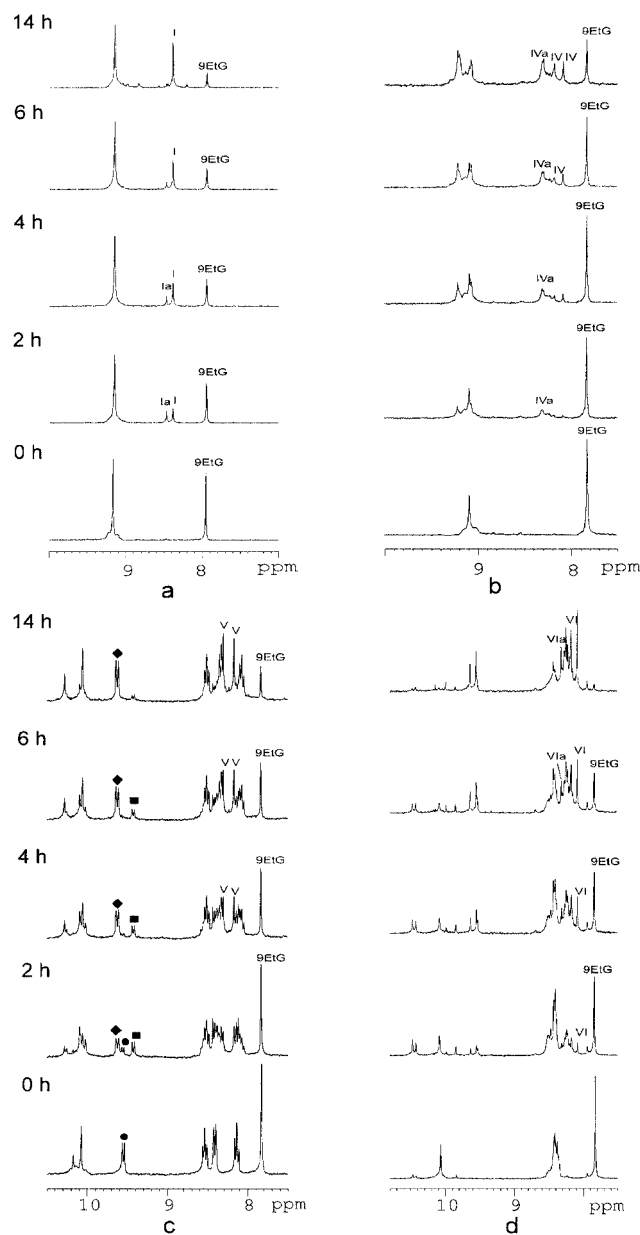 14 h
I
9EtG
IVa IV IV
9EtG
6 h
I
9EtG
IVa IV
9EtG
4 h
Ia
I
9EtG
IVa
9EtG
2 h
Ia I
9EtG
IVa
9EtG
0 h
9EtG
9EtG
9 8 ppm
a
9 8 ppm
b
14 h
V V
9EtG
VIa
VI
6 h
V V
9EtG
VIa
VI
9EtG
4 h
V V
9EtG
VI
9EtG
2 h
9EtG
VI
9EtG
0 h
10 9 8 ppm
c
10 9 ppm
d